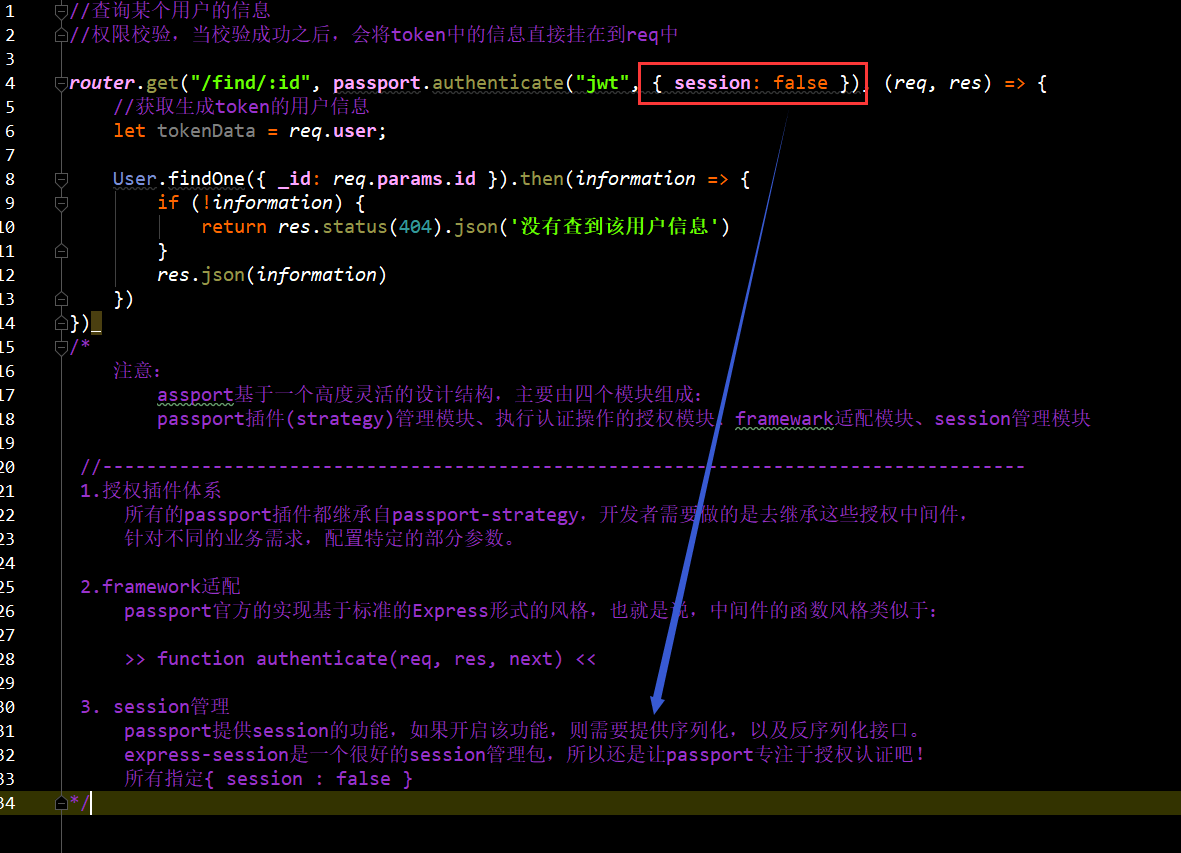 1 //查询某个用户的信息
2 //权限校验，当校验成功之后，会将token中的信息直接挂在到req中
3
4 router.get("/find/:id", passport.authenticate("jwt", { session: false }), (req, res) => {
5 //获取生成token的用户信息
6 let tokenData = req.user;
7
8 User.findOne({ _id: req.params.id }).then(information => {
9 if (!information) {
10 return res.status(404).json('没有查到该用户信息')
11 }
12 res.json(information)
13 })
14 })_
15 /*
16 注意：
17 assport基于一个高度灵活的设计结构，主要由四个模块组成：
18 passport插件(strategy)管理模块、执行认证操作的授权模块、framewark适配模块、session管理模块
19
20 //------------------------------------------------------------------------------------
21 1.授权插件体系
22 所有的passport插件都继承自passport-strategy，开发者需要做的是去继承这些授权中间件，
23 针对不同的业务需求，配置特定的部分参数。
24
25 2.framework适配
26 passport官方的实现基于标准的Express形式的风格，也就是说，中间件的函数风格类似于：
27
28 >> function authenticate(req, res, next) <<
29
30 3. session管理
31 passport提供session的功能，如果开启该功能，则需要提供序列化，以及反序列化接口。
32 express-session是一个很好的session管理包，所以还是让passport专注于授权认证吧！
33 所有指定{ session : false }
34 */